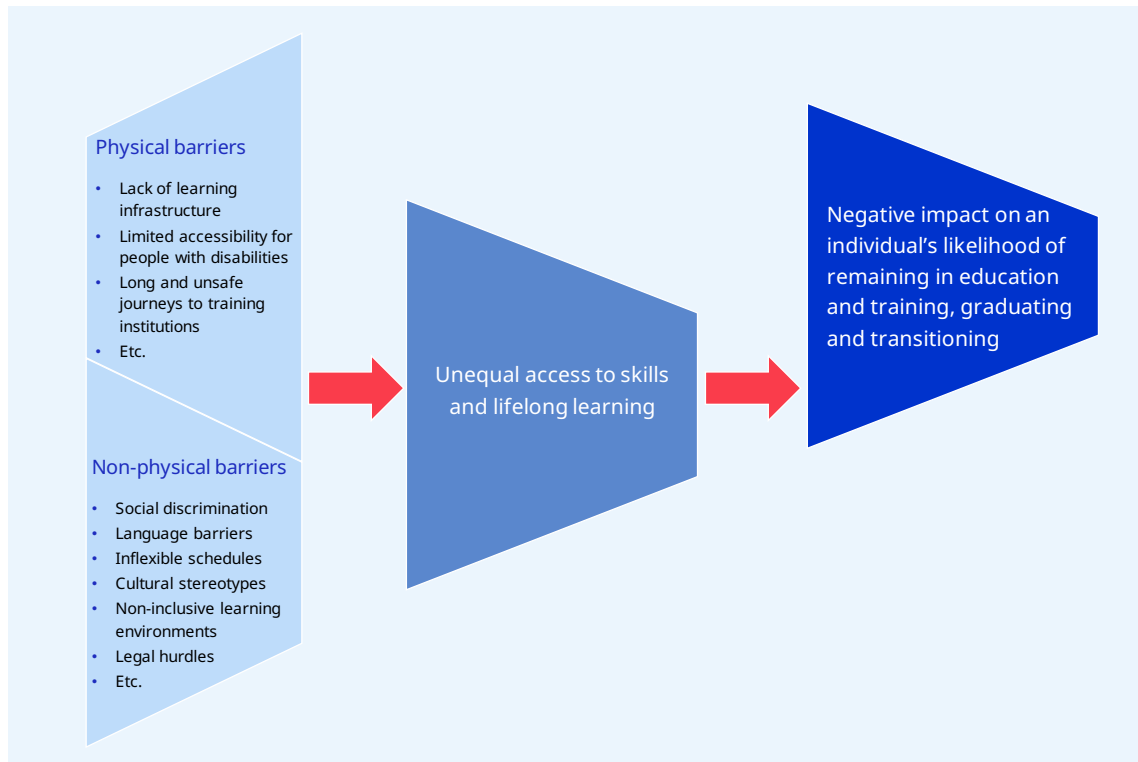 Physical barriers
• Lack of learning
infrastructure
• Limited accessibility for
people with disabilities
• Long and unsafe
journeys to training
institutions
• Etc.
Non-physical barriers
• Social discrimination
• Language barriers
• Inflexible schedules
• Cultural stereotypes
• Non-inclusive learning
environments
• Legal hurdles
• Etc.
Unequal access to skills
and lifelong learning
Negative impact on an
individual’s likelihood of
remaining in education
and training, graduating
and transitioning